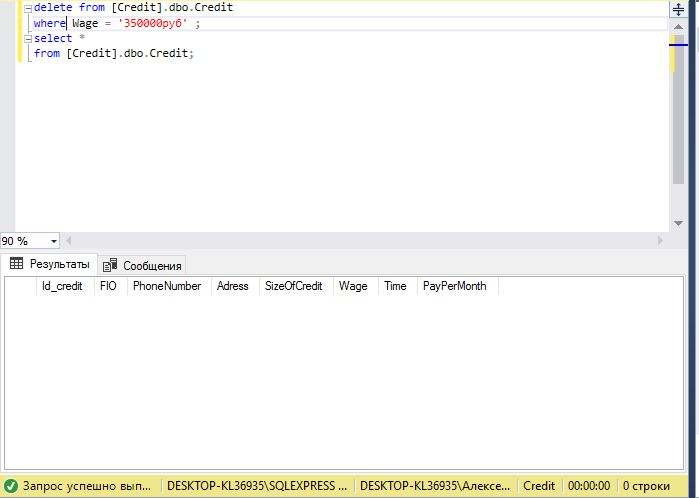 delete from [Credit].dbo.Credit
where Wage = '350000руб' ;
select *
from [Credit].dbo.Credit;
90 %
Результаты Сообщения
Id_credit FIO PhoneNumber Adress SizeOfCredit Wage Time PayPerMonth
Запрос успешно вып... DESKTOP-KL36935\SQLEXPRESS ... DESKTOP-KL36935\Алексе... Credit 00:00:00 0 строки